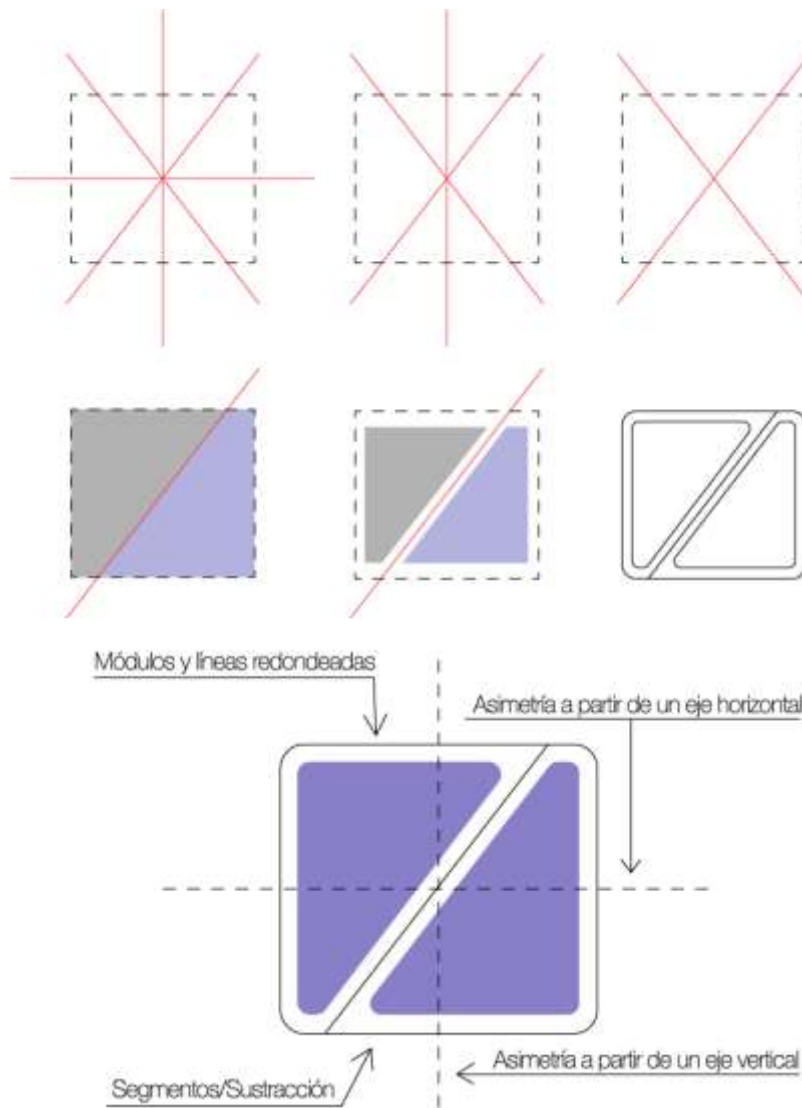 Módulos y líneas redondeadas
Asimetría a partir de un eje horizontal
Asimetría a partir de un eje vertical
Segmentos/Sustracción